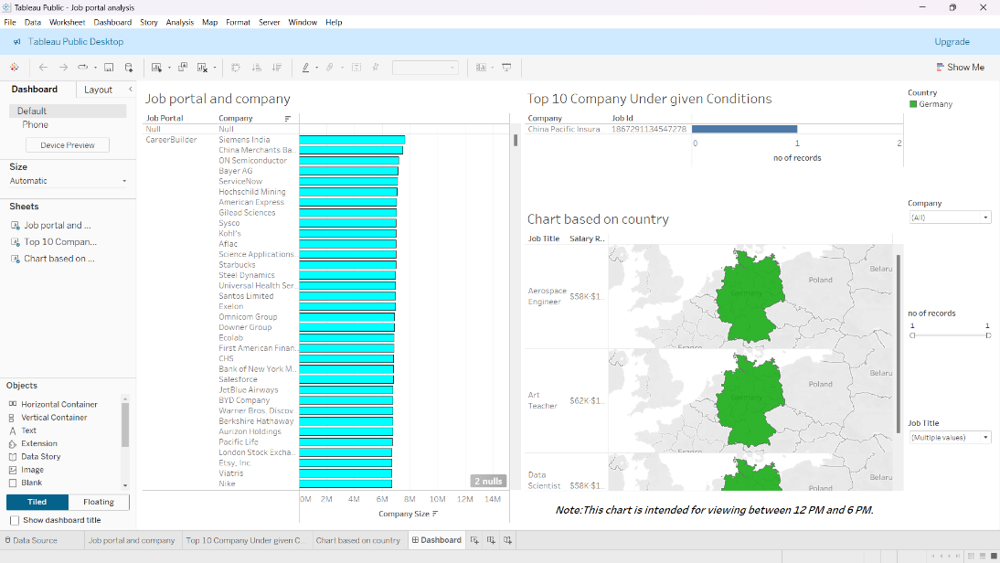 Tableau Public - Job portal analysis
File Data Worksheet Dashboard Story Analysis Map Format Server Window Help
Tableau Public Desktop
Upgrade
Show Me
Dashboard
Layout
Default
Phone
Device Preview
Size
Automatic
Sheets
Job portal and ...
Top 10 Compan...
Chart based on ...
Objects
Horizontal Container
Vertical Container
Text
Extension
Data Story
Image
Blank
Tiled
Floating
Show dashboard title
Job portal and company
Job Portal Company
Null Null
CareerBuilder Siemens India
China Merchants Ba..
ON Semiconductor
Bayer AG
ServiceNow
Hochschild Mining
American Express
Gilead Sciences
Sysco
Kohl's
Aflac
Science Applications..
Starbucks
Steel Dynamics
Universal Health Ser..
Santos Limited
Exelon
Omnicom Group
Downer Group
Ecolab
First American Finan..
CHS
Bank of New York M..
Salesforce
JetBlue Airways
BYD Company
Warner Bros. Discov..
Berkshire Hathaway
Aurizon Holdings
Pacific Life
London Stock Excha..
Etsy, Inc.
Viatris
Nike
2 nulls
0M 2M 4M 6M 8M 10M 12M 14M
Company Size
Top 10 Company Under given Conditions
Company Job Id
China Pacific Insura 1867291134547278
0 1 2
no of records
Chart based on country
Job Title Salary R..
Aerospace
Engineer
$58K-$1..
Germany
Poland
Belaru
France
Art
Teacher
$62K-$1..
Germany
Poland
Belaru
France
Data
Scientist
$58K-$1..
Poland
Belaru
Note:This chart is intended for viewing between 12 PM and 6 PM.
Country
Germany
Company
(All)
no of records
1 1
Job Title
(Multiple values)
Data Source
Job portal and company
Top 10 Company Under given C...
Chart based on country
Dashboard